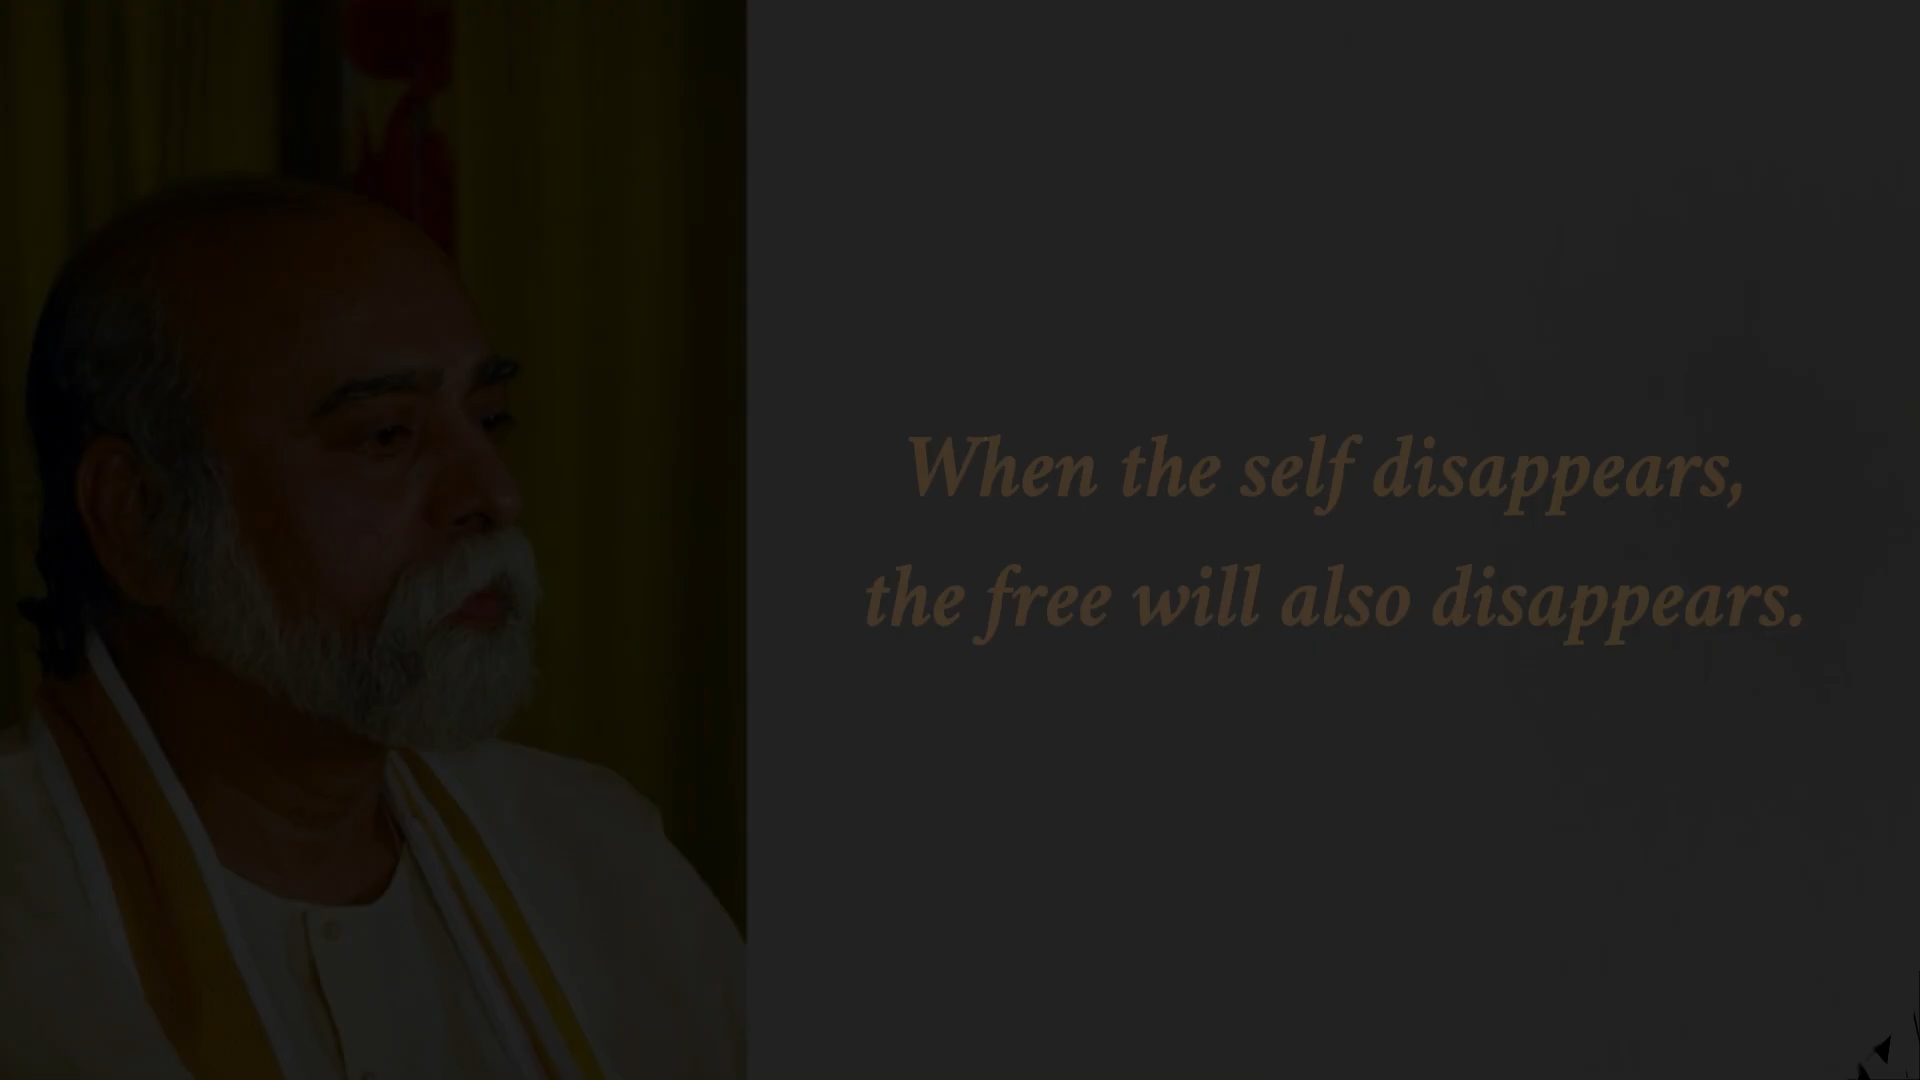 When the self disappears,
the free will also disappears.